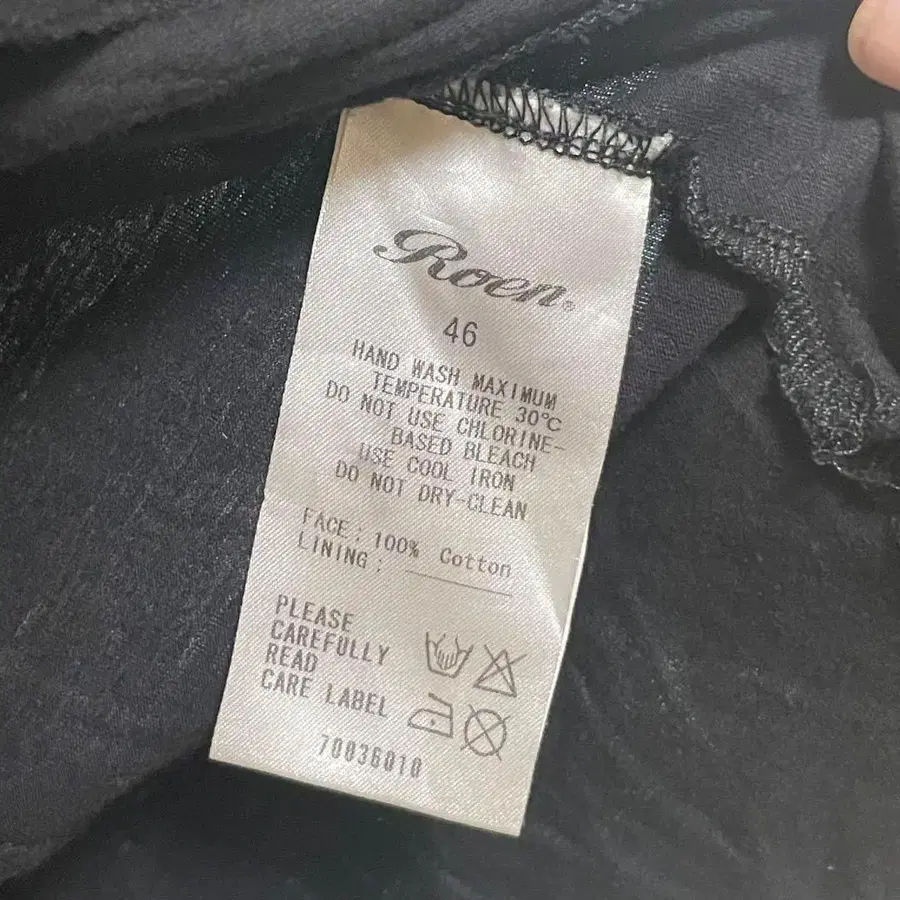 Roen®
46
HAND WASH MAXIMUM
TEMPERATURE 30℃
DO NOT USE CHLORINE-
BASED BLEACH
USE COOL IRON
DO NOT DRY-CLEAN
FACE : 100% Cotton
LINING :
PLEASE
CAREFULLY
READ
CARE LABEL
70036010